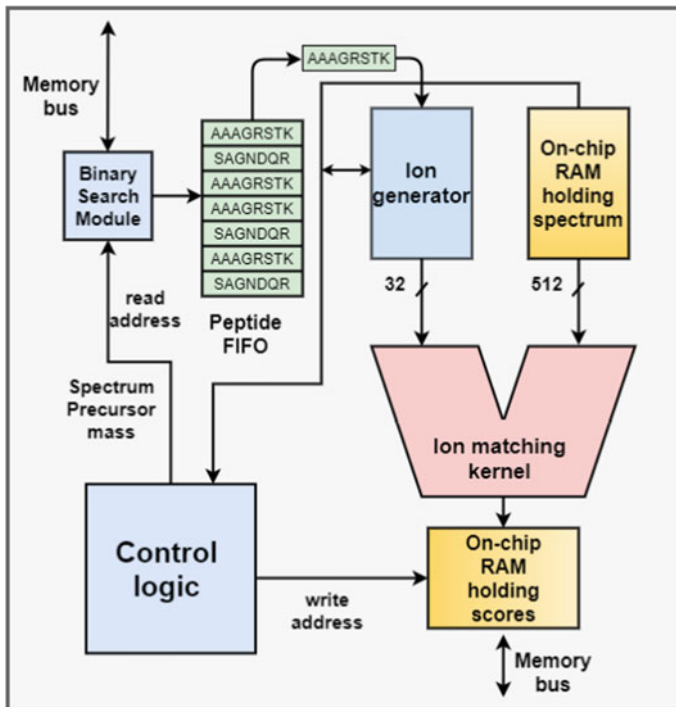 Memory
bus
AAAGRSTK
AAAGRSTK
SAGNDQR
AAAGRSTK
AAAGRSTK
SAGNDQR
AAAGRSTK
SAGNDQR
Peptide
FIFO
Binary
Search
Module
Ion
generator
On-chip
RAM
holding
spectrum
32
512
read
address
Spectrum
Precursor
mass
Ion matching
kernel
Control
logic
write
address
On-chip
RAM
holding
scores
Memory
bus